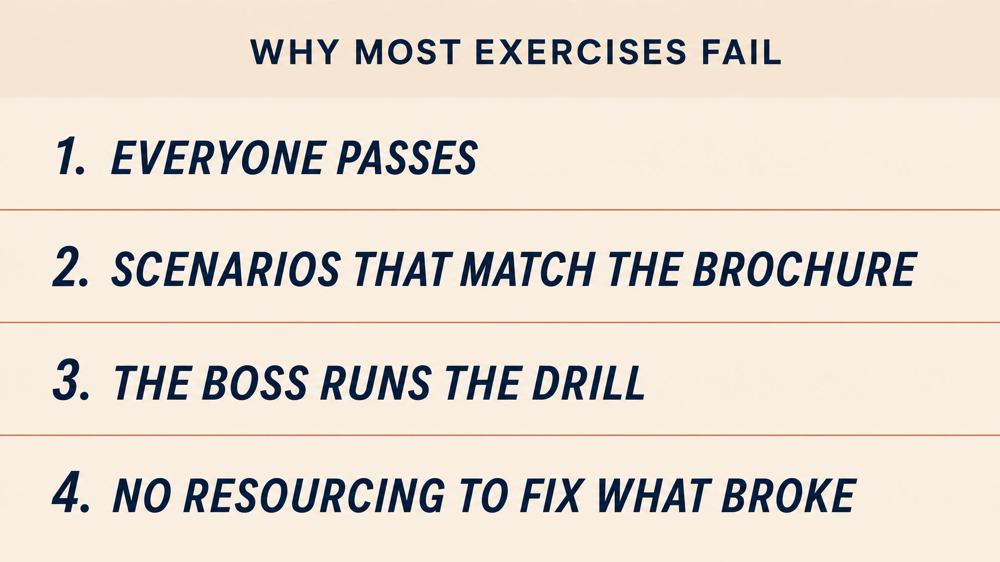 WHY MOST EXERCISES FAIL
1. EVERYONE PASSES
2. SCENARIOS THAT MATCH THE BROCHURE
3. THE BOSS RUNS THE DRILL
4. NO RESOURCING TO FIX WHAT BROKE